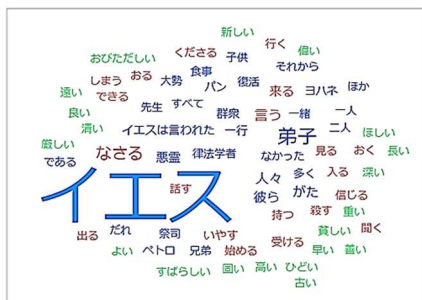 新しい
行く 偉い
おびただしい くださる 子供 それから
しまう おる 大勢 食事 パン 復活 来る ヨハネ ほか
遠い できる
良い 先生 すべて 群衆 言う 一緒 一人
清い イエスは言われた 一行 弟子 二人 ほしい
厳しい なさる 悪霊 律法学者 なかった 見る おく 長い
である
イエス 話す 人々 多く 入る 深い
彼ら がた 信じる
持つ 殺す 重い
出る だれ 祭司 いやす 受ける 貧しい 聞く
よい ペトロ 兄弟 始める 早い 善い
すばらしい 固い 高い ひどい
古い